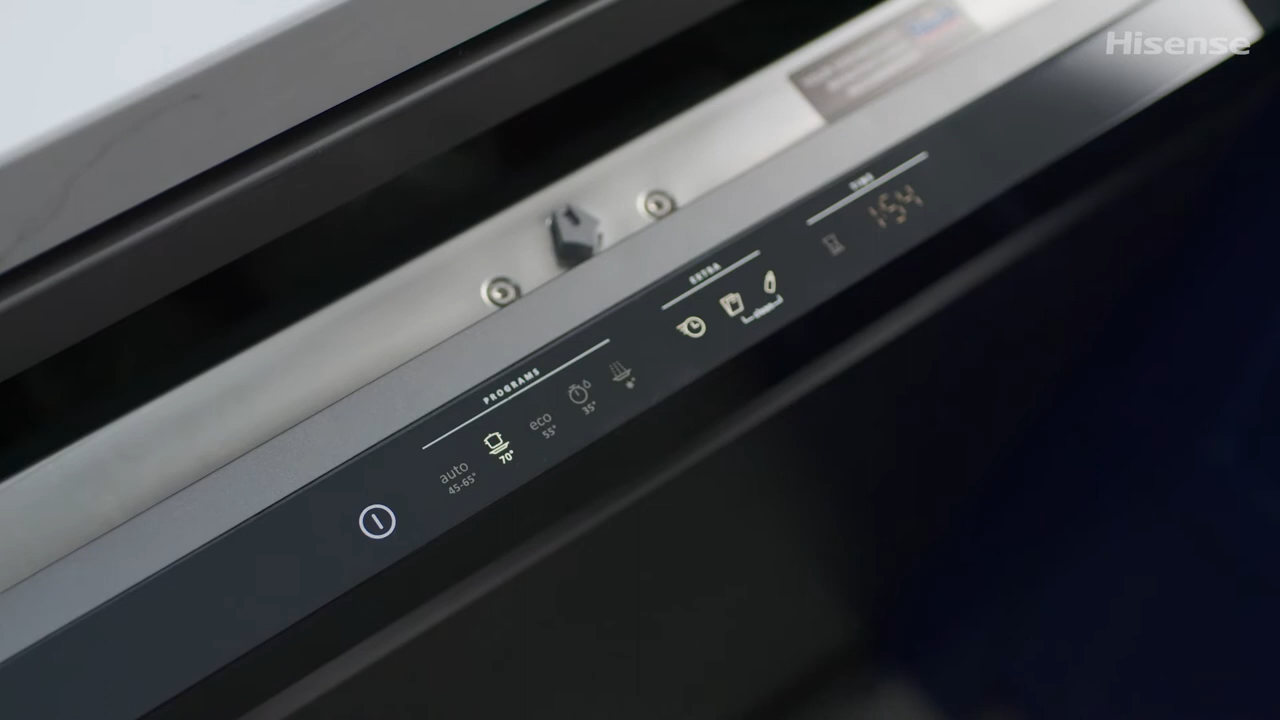 Hisense
PROGRAMS
auto
45-65°
70°
eco
55°
35°
EXTRA
TIME
1:54